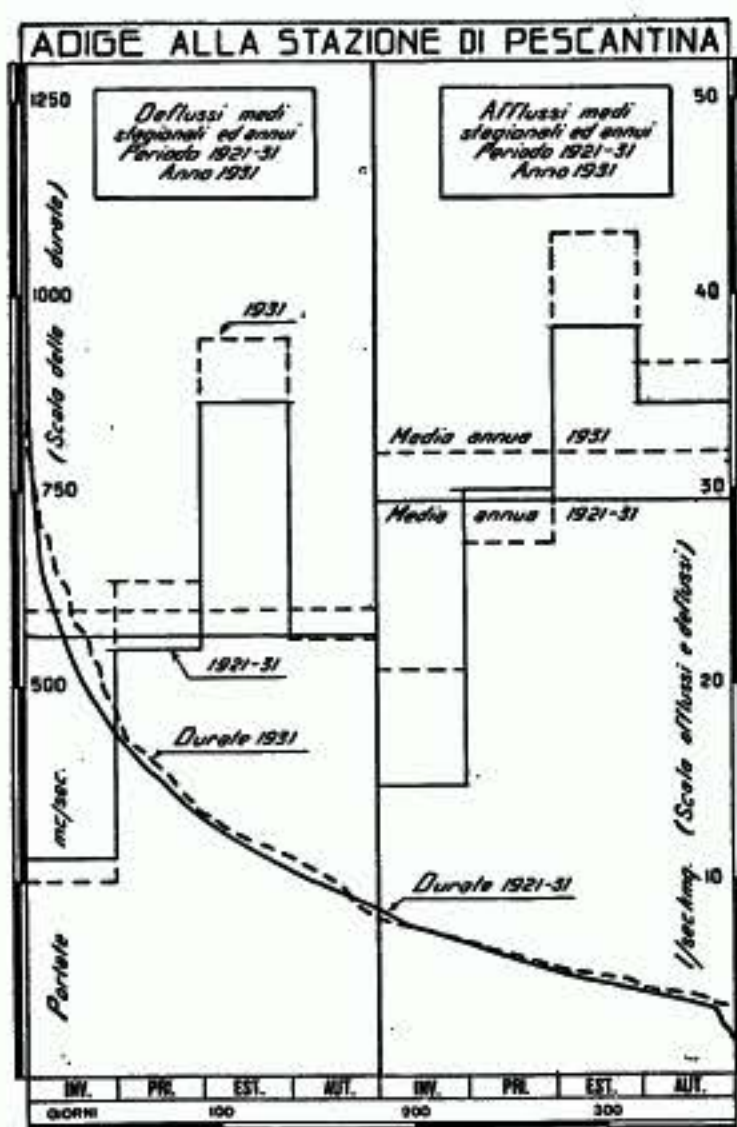 ADIGE ALLA STAZIONE DI PESCANTINA
1250
1000
750
500
Deflussi medi
stagionali ed annui
Periodo 1921-31
Anno 1931
Afflussi medi
stagionali ed annui
Periodo 1921-31
Anno 1931
50
40
30
20
10
(Scala delle durate)
mc/sec.
Portate
1931
1921-31
Durate 1931
Durate 1921-31
Media annua 1931
Media annua 1921-31
l/sec.kmq. (Scala afflussi e deflussi)
INV. PRI. EST. AUT. INV. PRI. EST. AUT.
GIORNI 100 200 300